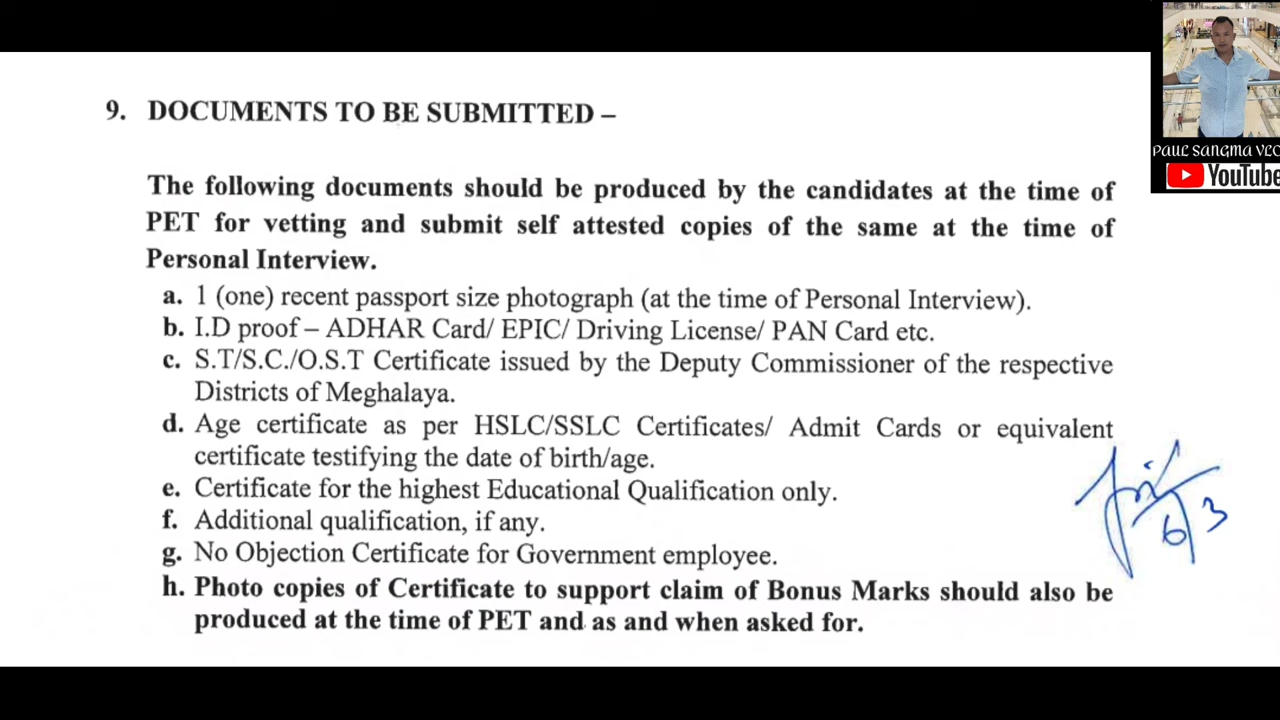 9. DOCUMENTS TO BE SUBMITTED –
The following documents should be produced by the candidates at the time of
PET for vetting and submit self attested copies of the same at the time of
Personal Interview.
a. 1 (one) recent passport size photograph (at the time of Personal Interview).
b. I.D proof – ADHAR Card/ EPIC/ Driving License/ PAN Card etc.
c. S.T/S.C./O.S.T Certificate issued by the Deputy Commissioner of the respective
Districts of Meghalaya.
d. Age certificate as per HSLC/SSLC Certificates/ Admit Cards or equivalent
certificate testifying the date of birth/age.
e. Certificate for the highest Educational Qualification only.
f. Additional qualification, if any.
g. No Objection Certificate for Government employee.
h. Photo copies of Certificate to support claim of Bonus Marks should also be
produced at the time of PET and as and when asked for.
6/3
PAUL SANGMA VLO
YouTube